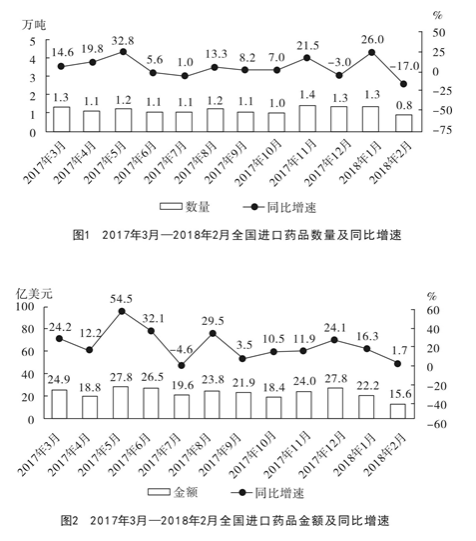 万吨
%
5
4
3
2
1
0
50
25
0
-25
-50
-75
14.6 19.8 32.8 5.6 1.0 13.3 8.2 7.0 21.5 -3.0 26.0 -17.0
1.3 1.1 1.2 1.1 1.1 1.2 1.1 1.0 1.4 1.3 1.3 0.8
2017年3月 2017年4月 2017年5月 2017年6月 2017年7月 2017年8月 2017年9月 2017年10月 2017年11月 2017年12月 2018年1月 2018年2月
数量 同比增速
图1 2017年3月—2018年2月全国进口药品数量及同比增速
亿美元
%
100
80
60
40
20
0
60
40
20
0
-20
-40
-60
24.2 12.2 54.5 32.1 -4.6 29.5 3.5 10.5 11.9 24.1 16.3 1.7
24.9 18.8 27.8 26.5 19.6 23.8 21.9 18.4 24.0 27.8 22.2 15.6
2017年3月 2017年4月 2017年5月 2017年6月 2017年7月 2017年8月 2017年9月 2017年10月 2017年11月 2017年12月 2018年1月 2018年2月
金额 同比增速
图2 2017年3月—2018年2月全国进口药品金额及同比增速